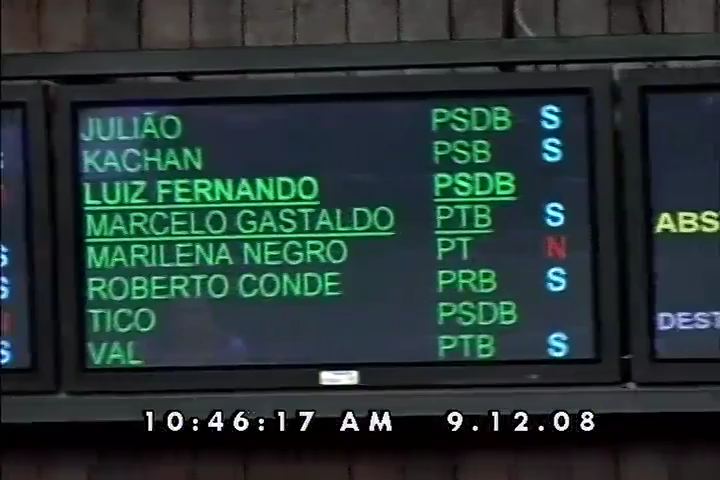 JULIÃO PSDB S
KACHAN PSB S
LUIZ FERNANDO PSDB
MARCELO GASTALDO PTB S
MARILENA NEGRO PT N
ROBERTO CONDE PRB S
TICO PSDB
VAL PTB S
S
S
S
ABS
DEST
10:46:17 AM 9.12.08